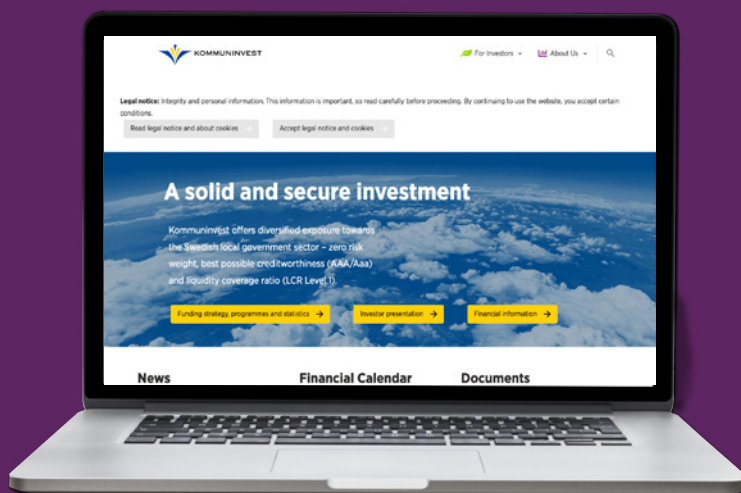 KOMMUNINVEST
For Investors
About Us
Legal notice: Integrity and personal information. This information is important, so read carefully before proceeding. By continuing to use the website, you accept certain
conditions.
Read legal notice and about cookies →
Accept legal notice and cookies →
A solid and secure investment
Kommuninvest offers diversified exposure towards
the Swedish local government sector – zero risk
weight, best possible creditworthiness (AAA/Aaa)
and liquidity coverage ratio (LCR Level 1).
Funding strategy, programmes and statistics →
Investor presentation →
Financial information →
News
Financial Calendar
Documents